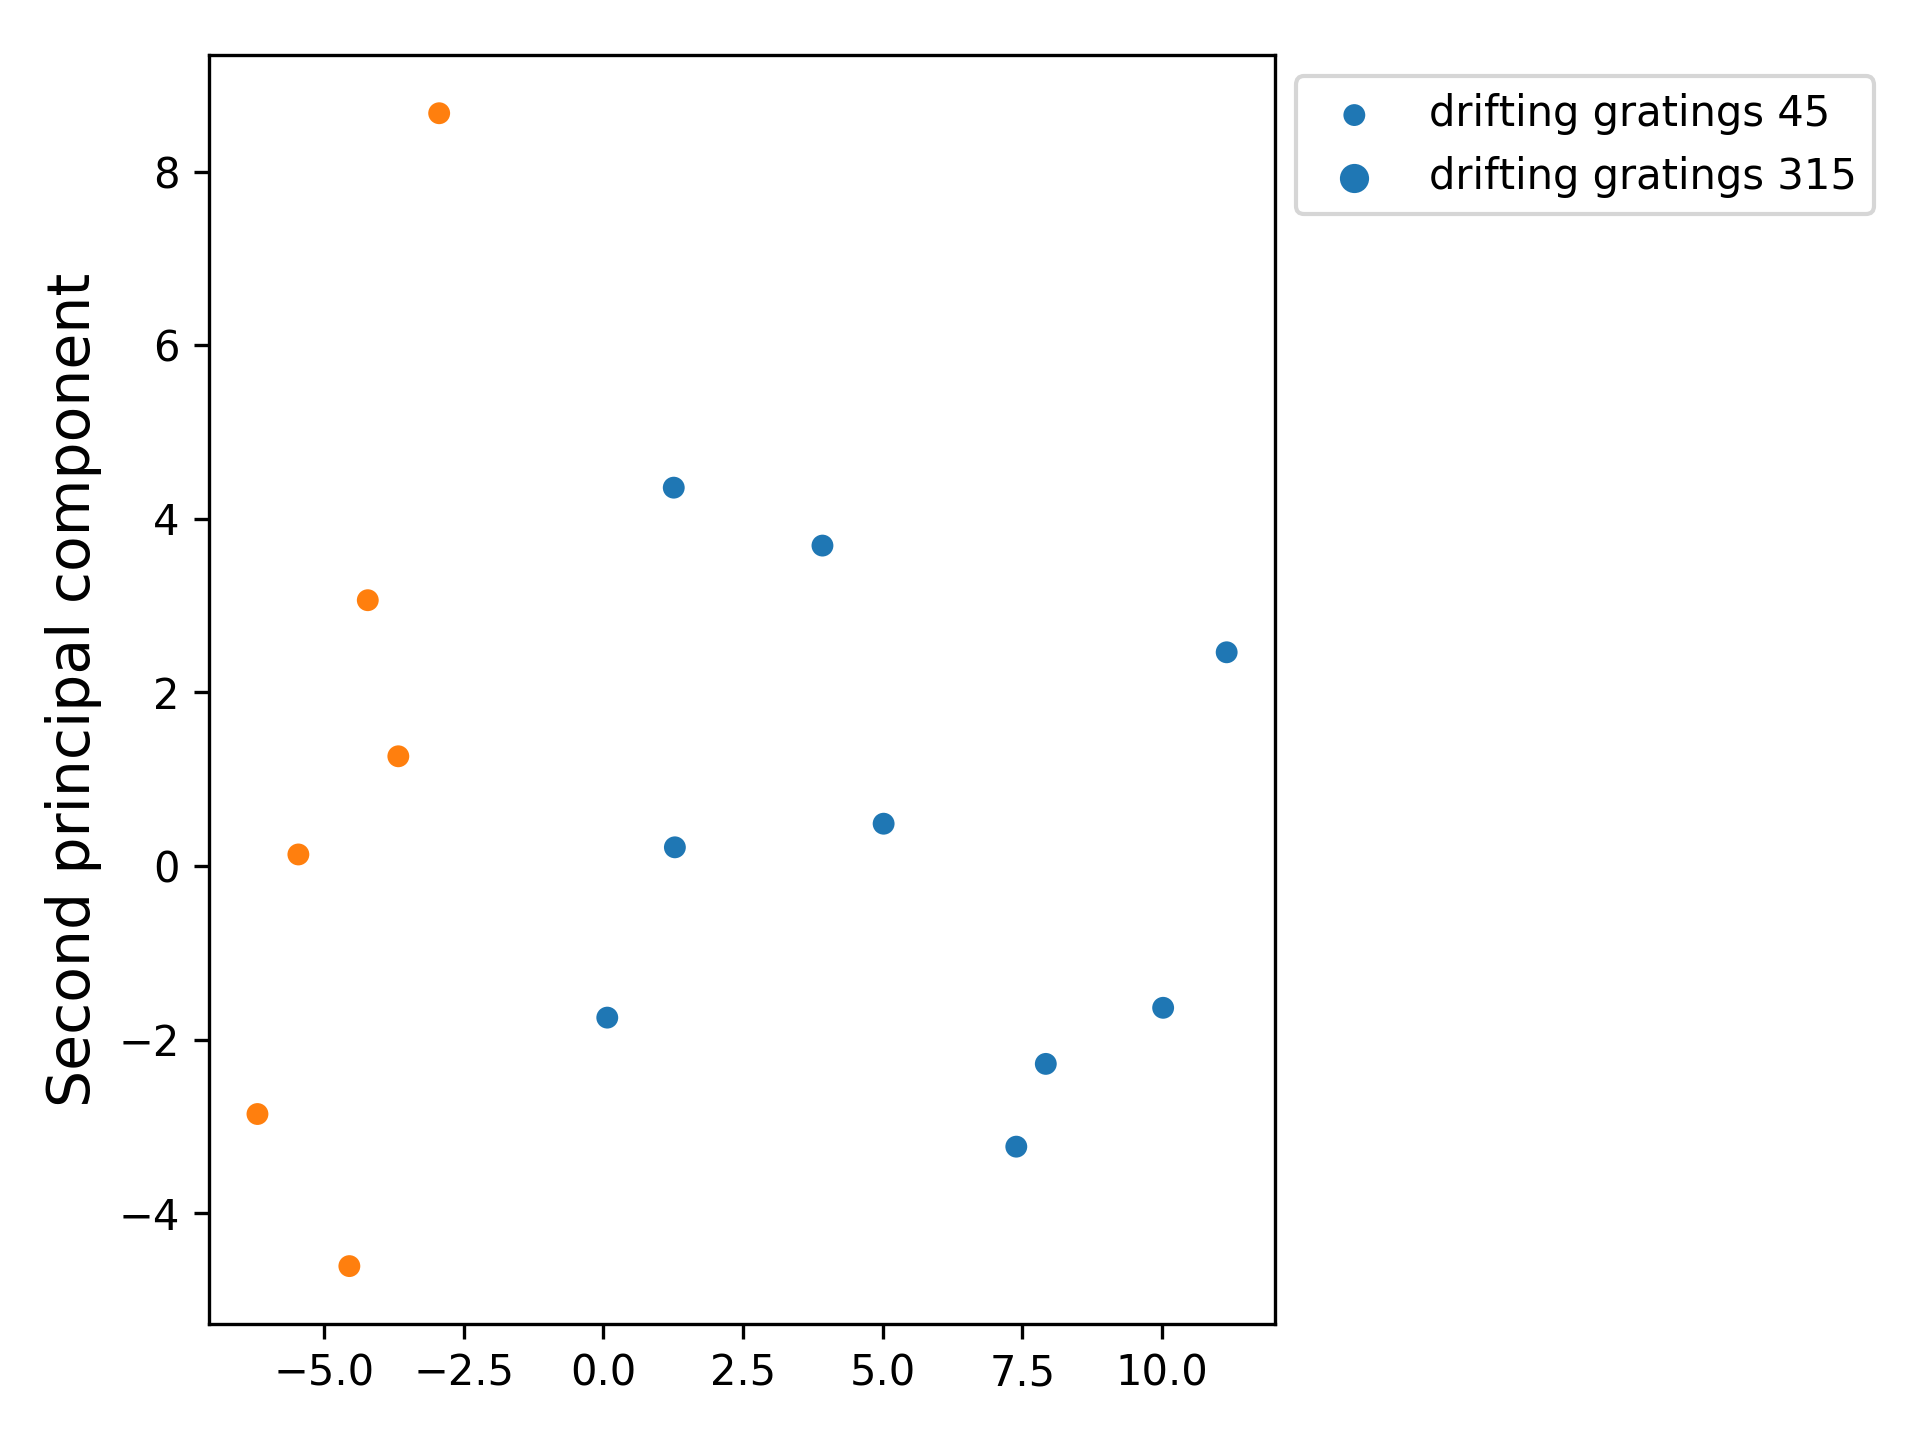 drifting gratings 45
drifting gratings 315
Second principal component
8
6
4
2
0
−2
−4
−5.0 −2.5 0.0 2.5 5.0 7.5 10.0